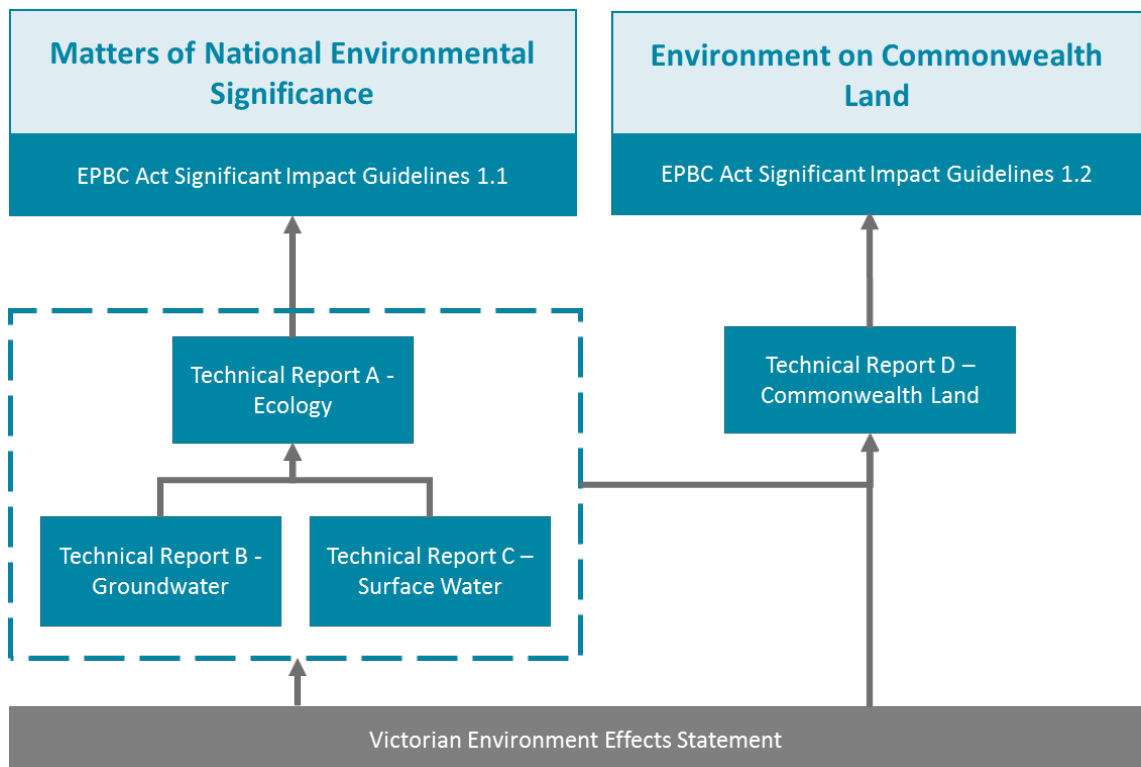 Matters of National Environmental
Significance
EPBC Act Significant Impact Guidelines 1.1
Environment on Commonwealth
Land
EPBC Act Significant Impact Guidelines 1.2
Technical Report A -
Ecology
Technical Report B -
Groundwater
Technical Report C –
Surface Water
Technical Report D –
Commonwealth Land
Victorian Environment Effects Statement